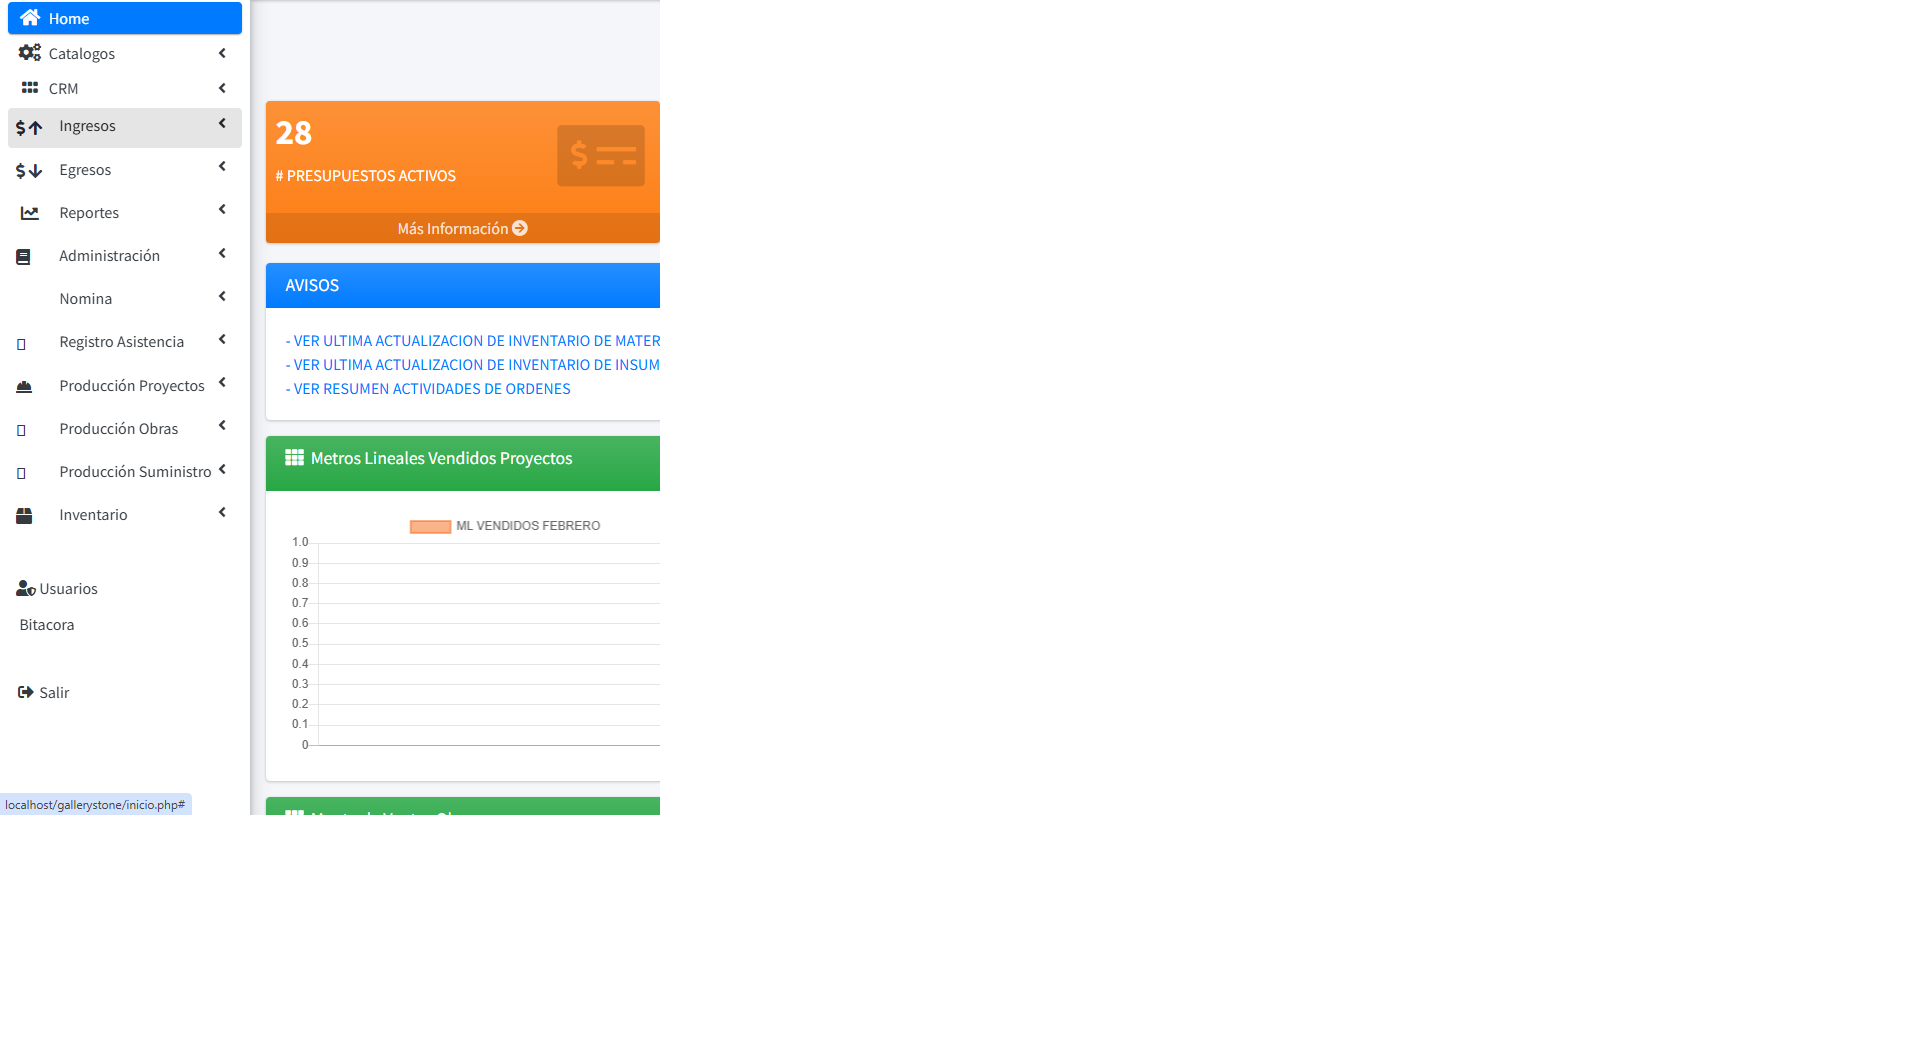 Home
Catalogos
CRM
Ingresos
Egresos
Reportes
Administración
Nomina
Registro Asistencia
Producción Proyectos
Producción Obras
Producción Suministro
Inventario
Usuarios
Bitacora
Salir
localhost/gallerystone/inicio.php#
28
# PRESUPUESTOS ACTIVOS
Más Información
AVISOS
- VER ULTIMA ACTUALIZACION DE INVENTARIO DE MATER
- VER ULTIMA ACTUALIZACION DE INVENTARIO DE INSUM
- VER RESUMEN ACTIVIDADES DE ORDENES
Metros Lineales Vendidos Proyectos
ML VENDIDOS FEBRERO
1.0
0.9
0.8
0.7
0.6
0.5
0.4
0.3
0.2
0.1
0